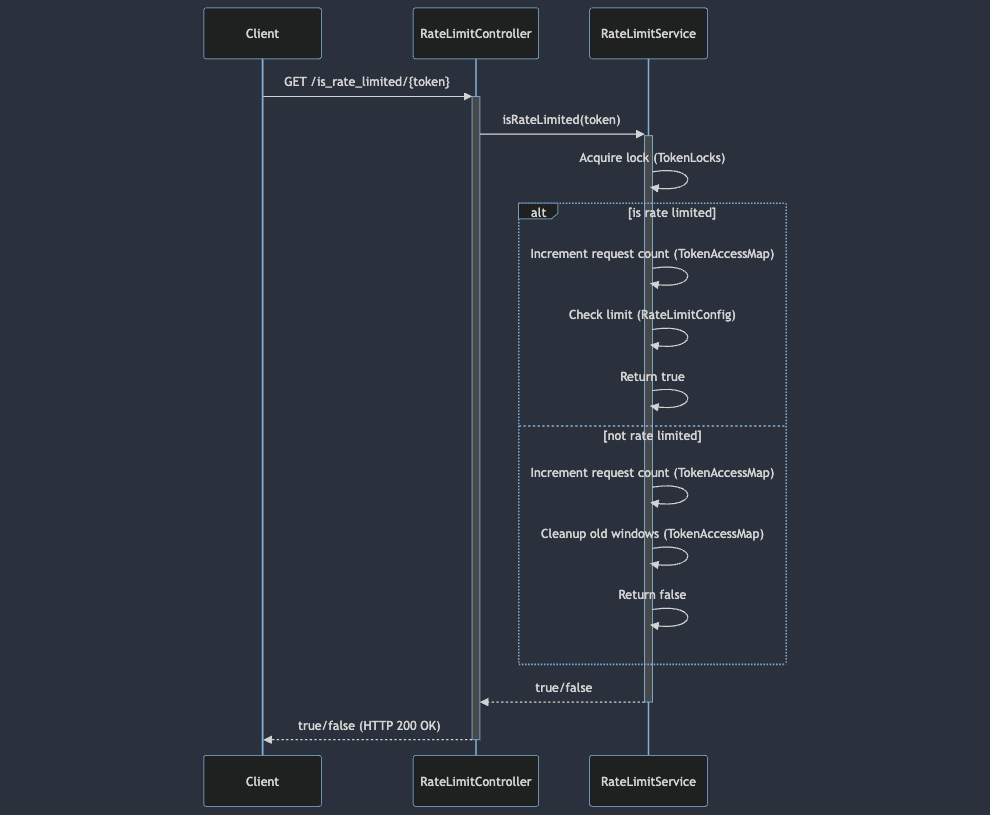 Client
RateLimitController
RateLimitService
GET /is_rate_limited/{token}
isRateLimited(token)
Acquire lock (TokenLocks)
alt
[is rate limited]
Increment request count (TokenAccessMap)
Check limit (RateLimitConfig)
Return true
[not rate limited]
Increment request count (TokenAccessMap)
Cleanup old windows (TokenAccessMap)
Return false
true/false
true/false (HTTP 200 OK)
Client
RateLimitController
RateLimitService